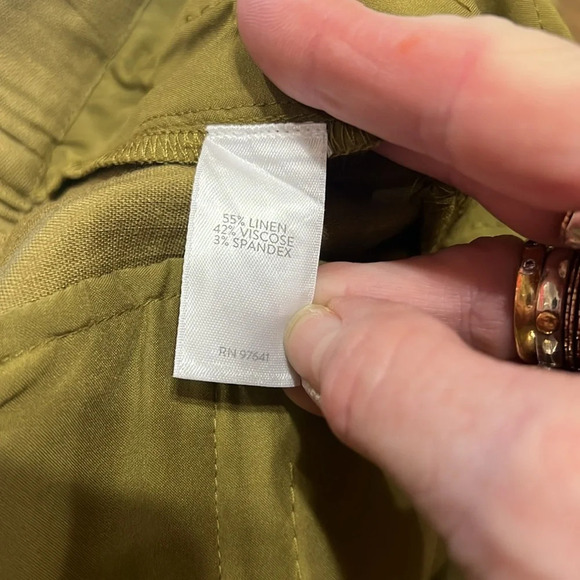 55% LINEN
42% VISCOSE
3% SPANDEX
RN 97641